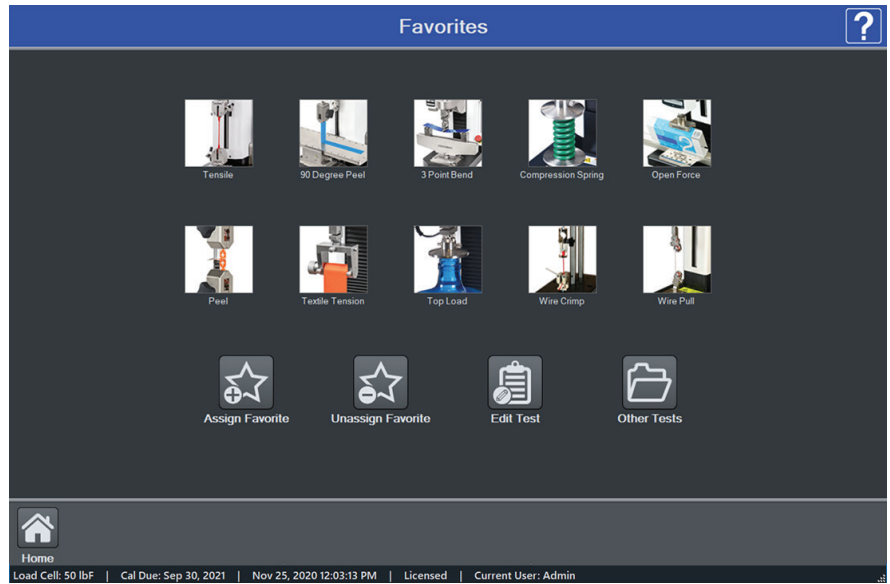 Favorites
?
Tensile
90 Degree Peel
3 Point Bend
Compression Spring
Open Force
Peel
Textile Tension
Top Load
Wire Crimp
Wire Pull
Assign Favorite
Unassign Favorite
Edit Test
Other Tests
Home
Load Cell: 50 lbF | Cal Due: Sep 30, 2021 | Nov 25, 2020 12:03:13 PM | Licensed | Current User: Admin